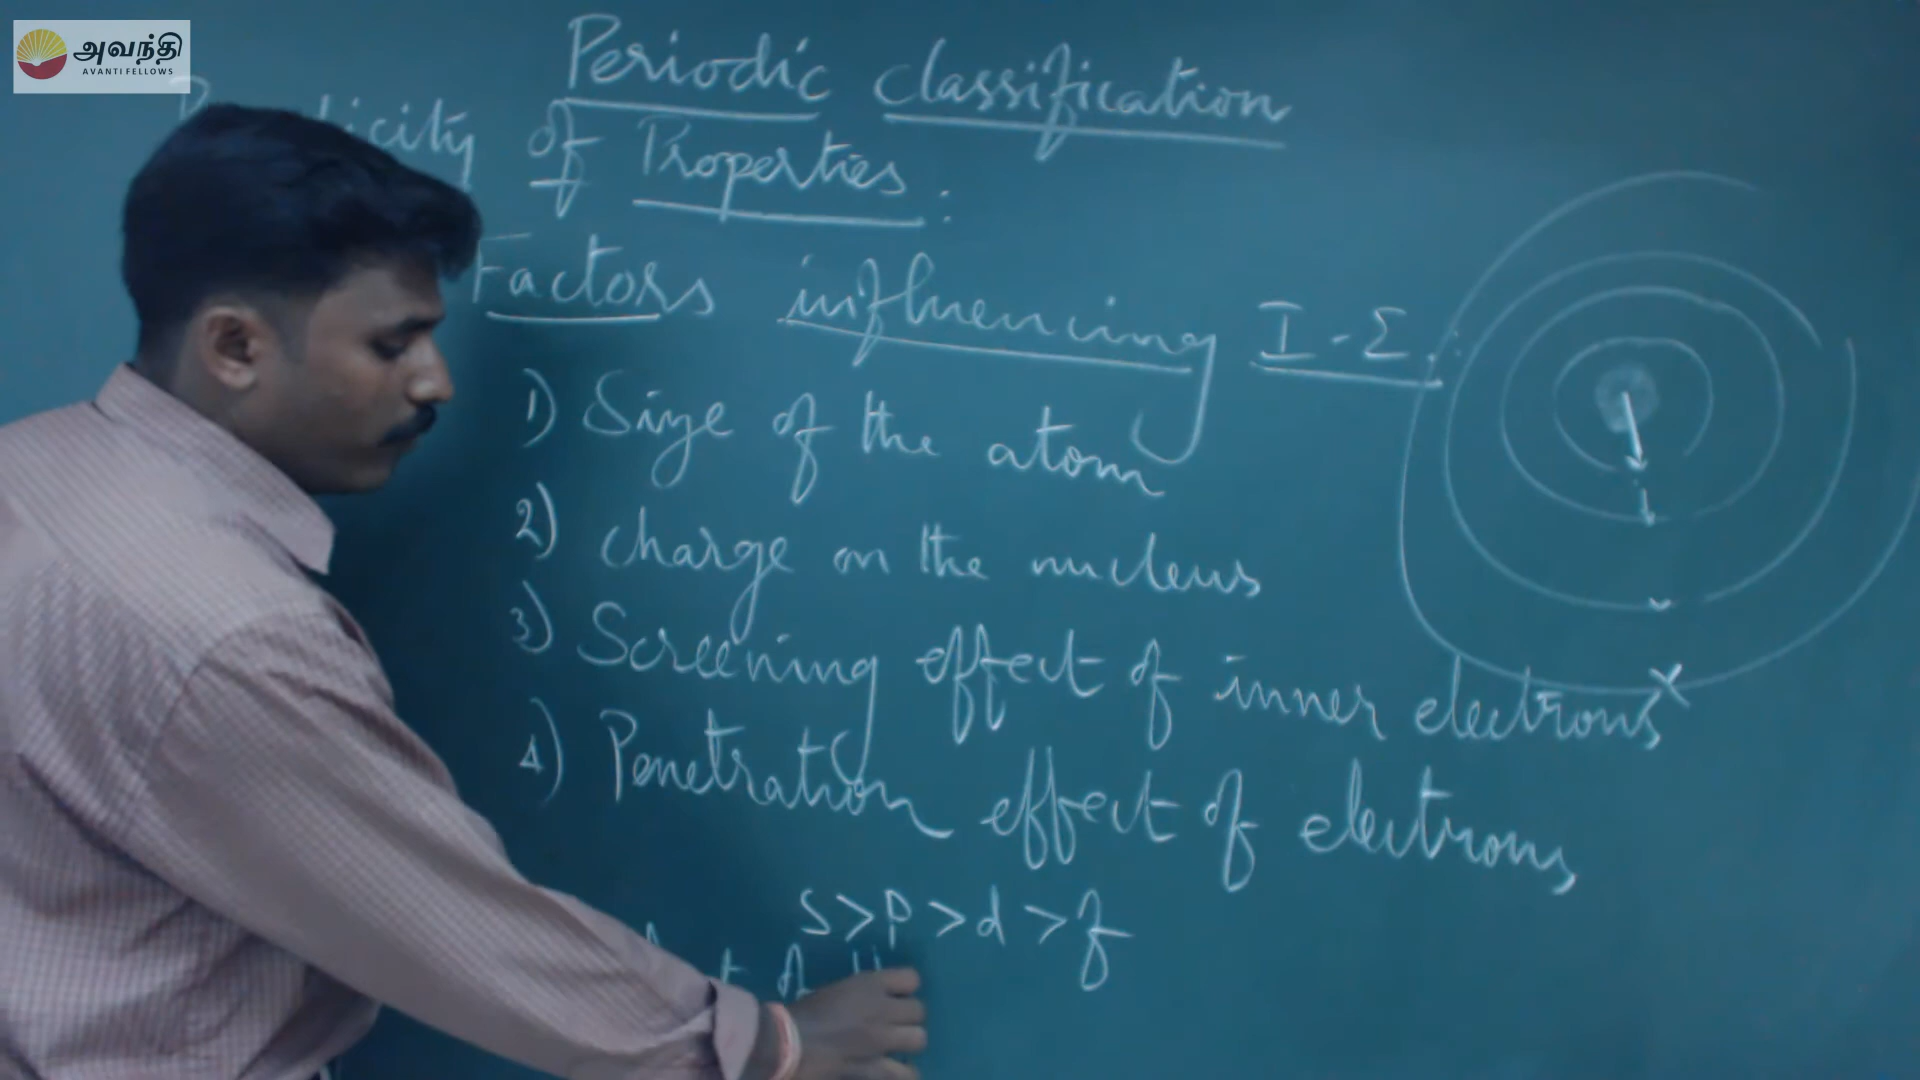 அவந்தி
AVANTI FELLOWS
Periodic classification
of Properties:
Factors influencing I-E.:
1) Size of the atom
2) charge on the nucleus
3) Screening effect of inner electrons
4) Penetration effect of electrons
s>p>d>f